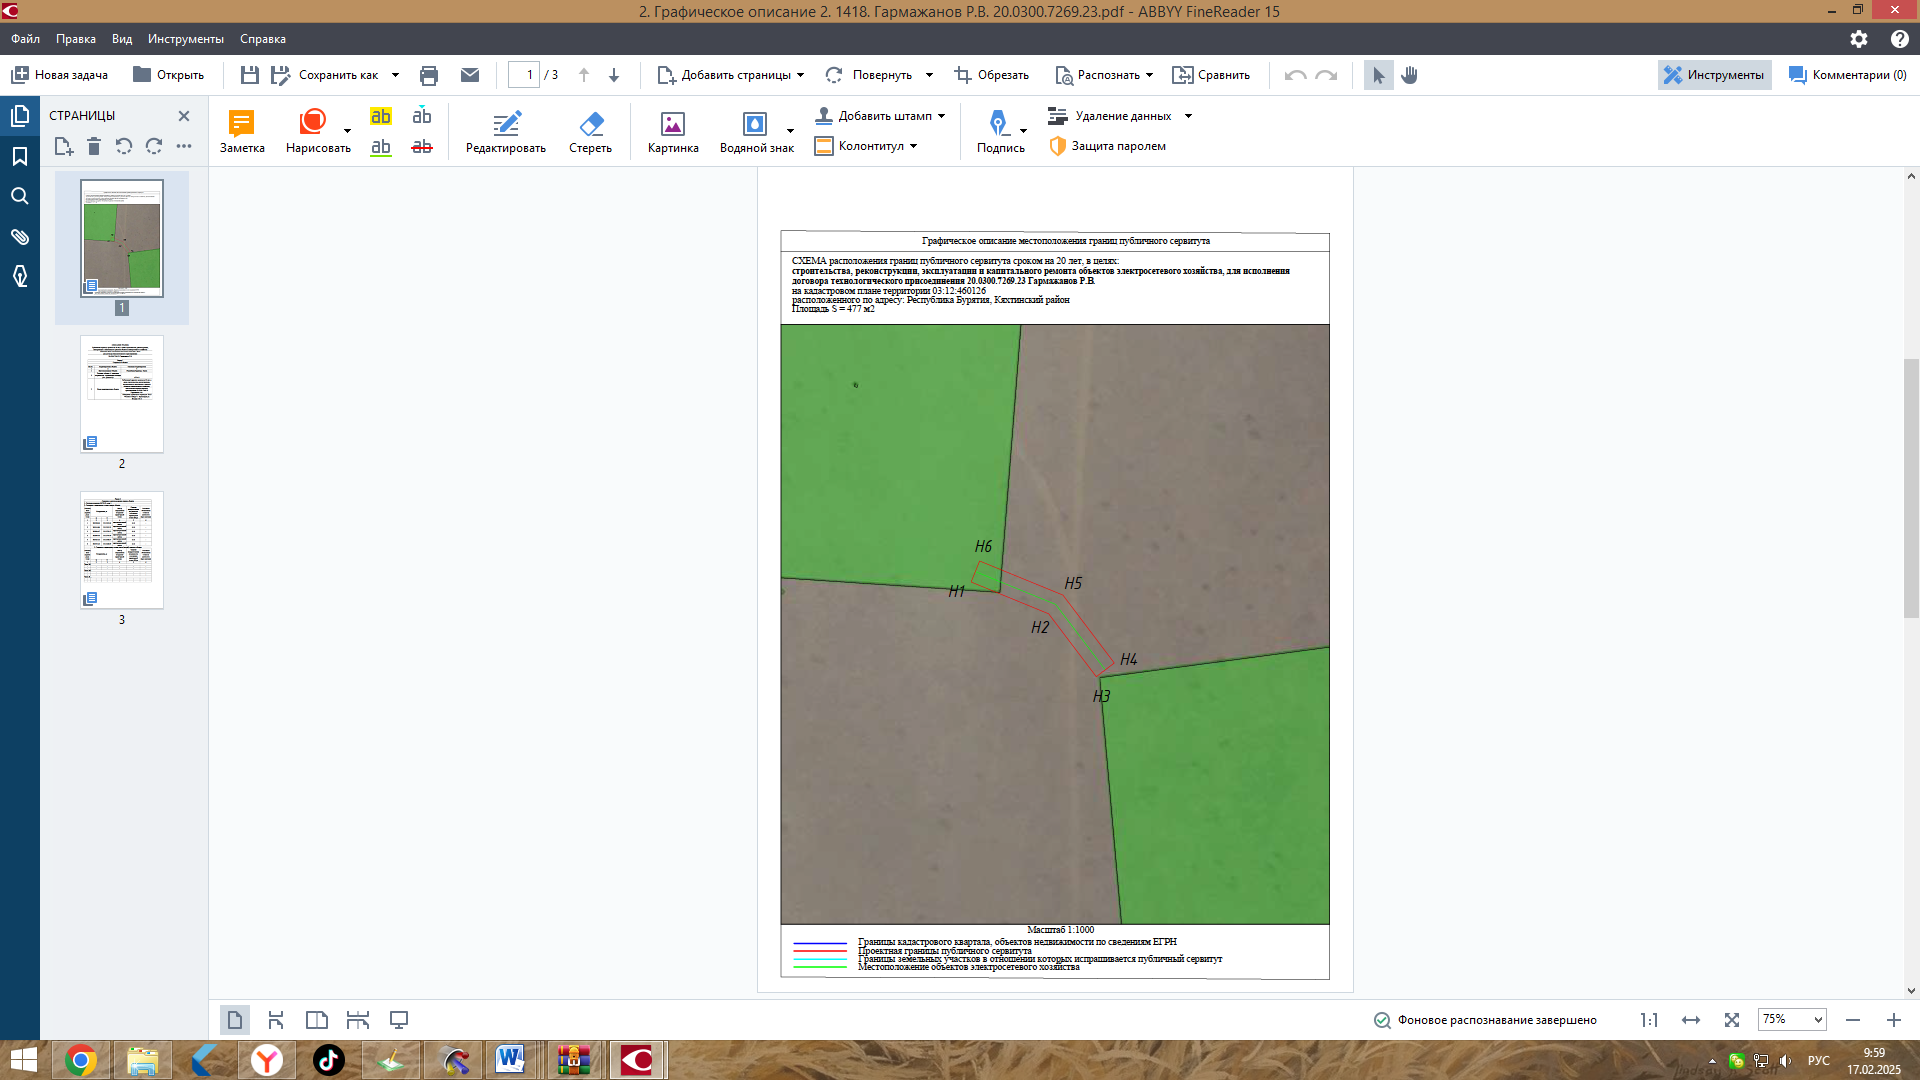 2. Графическое описание 2. 1418. Гармажанов Р.В. 20.0300.7269.23.pdf - ABBYY FineReader 15
Файл Правка Вид Инструменты Справка
Новая задача Открыть Сохранить как 1 / 3 Добавить страницы Повернуть Обрезать Распознать Сравнить Инструменты Комментарии (0)
СТРАНИЦЫ
Заметка Нарисовать Редактировать Стереть Картинка Водяной знак Добавить штамп Колонтитул Подпись Удаление данных Защита паролем
1
2
3
Графическое описание местоположения границ публичного сервитута
СХЕМА расположения границ публичного сервитута сроком на 20 лет, в целях:
строительства, реконструкции, эксплуатации и капитального ремонта объектов электросетевого хозяйства, для исполнения
договора технологического присоединения 20.0300.7269.23 Гармажанов Р.В.
на кадастровом плане территории 03:12:460126
расположенного по адресу: Республика Бурятия, Кяхтинский район
Площадь S = 477 м2
Н6
Н5
Н1
Н2
Н4
Н3
Масштаб 1:1000
Границы кадастрового квартала, объектов недвижимости по сведениям ЕГРН
Проектная границы публичного сервитута
Границы земельных участков в отношении которых испрашивается публичный сервитут
Местоположение объектов электросетевого хозяйства
Фоновое распознавание завершено 1:1 75%
РУС
9:59
17.02.2025